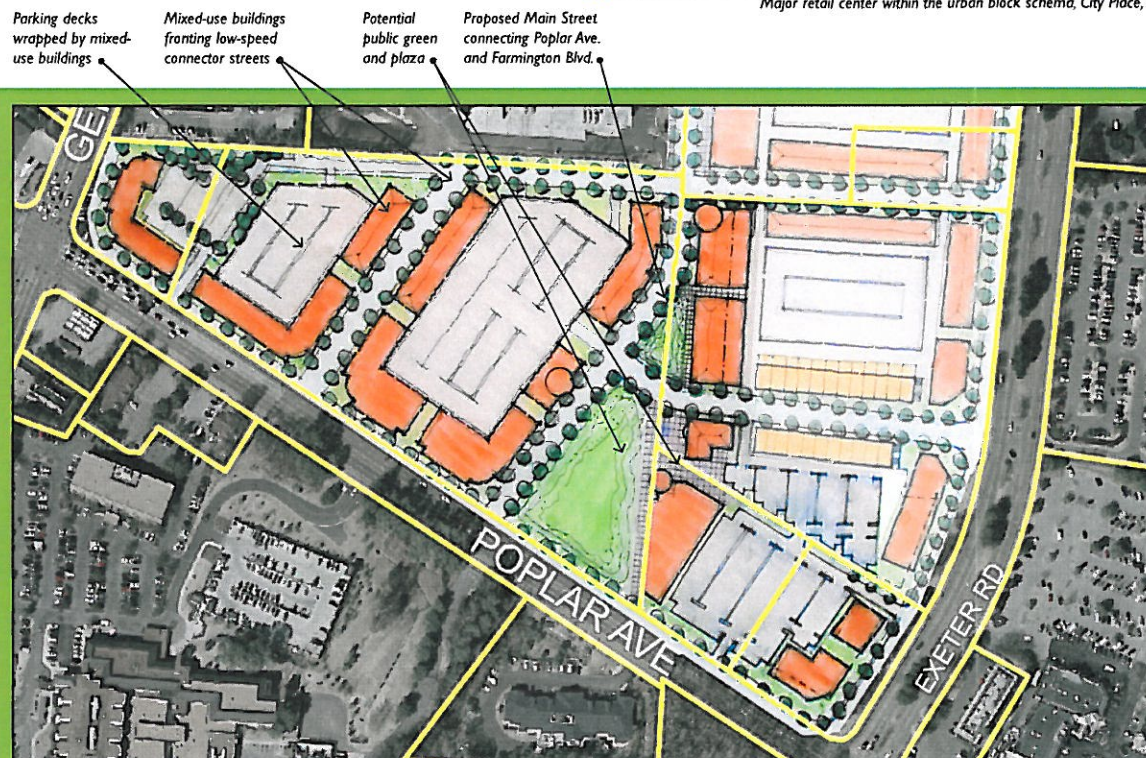 Major retail center within the urban block schema, City Place,
Parking decks
wrapped by mixed-
use buildings
Mixed-use buildings
fronting low-speed
connector streets
Potential
public green
and plaza
Proposed Main Street
connecting Poplar Ave.
and Farmington Blvd.
GE
POPLAR AVE
EXETER RD